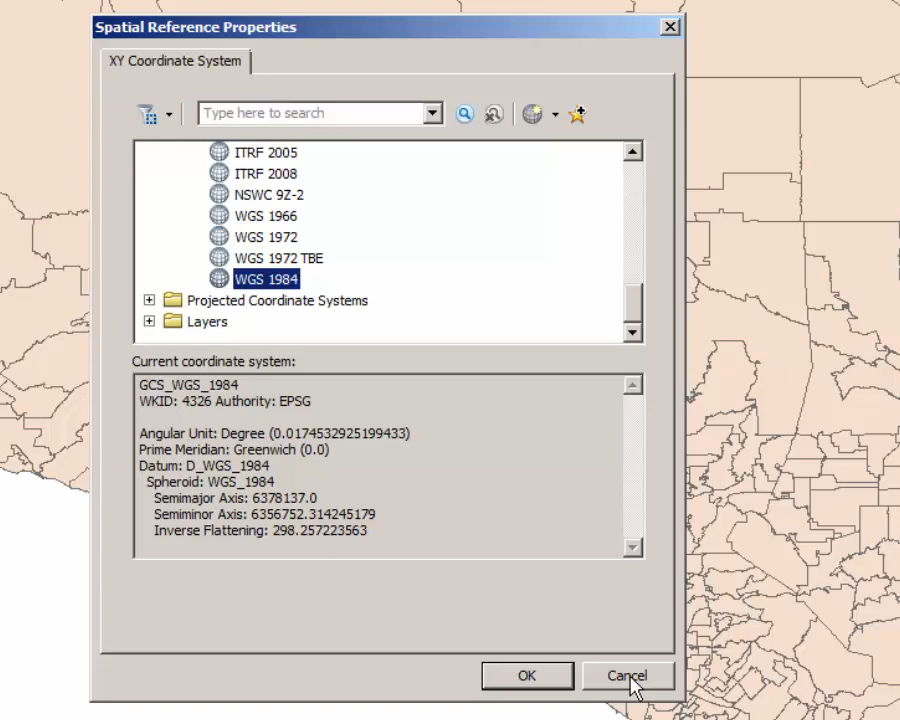 Spatial Reference Properties
XY Coordinate System
Type here to search
ITRF 2005
ITRF 2008
NSWC 9Z-2
WGS 1966
WGS 1972
WGS 1972 TBE
WGS 1984
Projected Coordinate Systems
Layers
Current coordinate system:
GCS_WGS_1984
WKID: 4326 Authority: EPSG
Angular Unit: Degree (0.0174532925199433)
Prime Meridian: Greenwich (0.0)
Datum: D_WGS_1984
Spheroid: WGS_1984
Semimajor Axis: 6378137.0
Semiminor Axis: 6356752.314245179
Inverse Flattening: 298.257223563
OK
Cancel